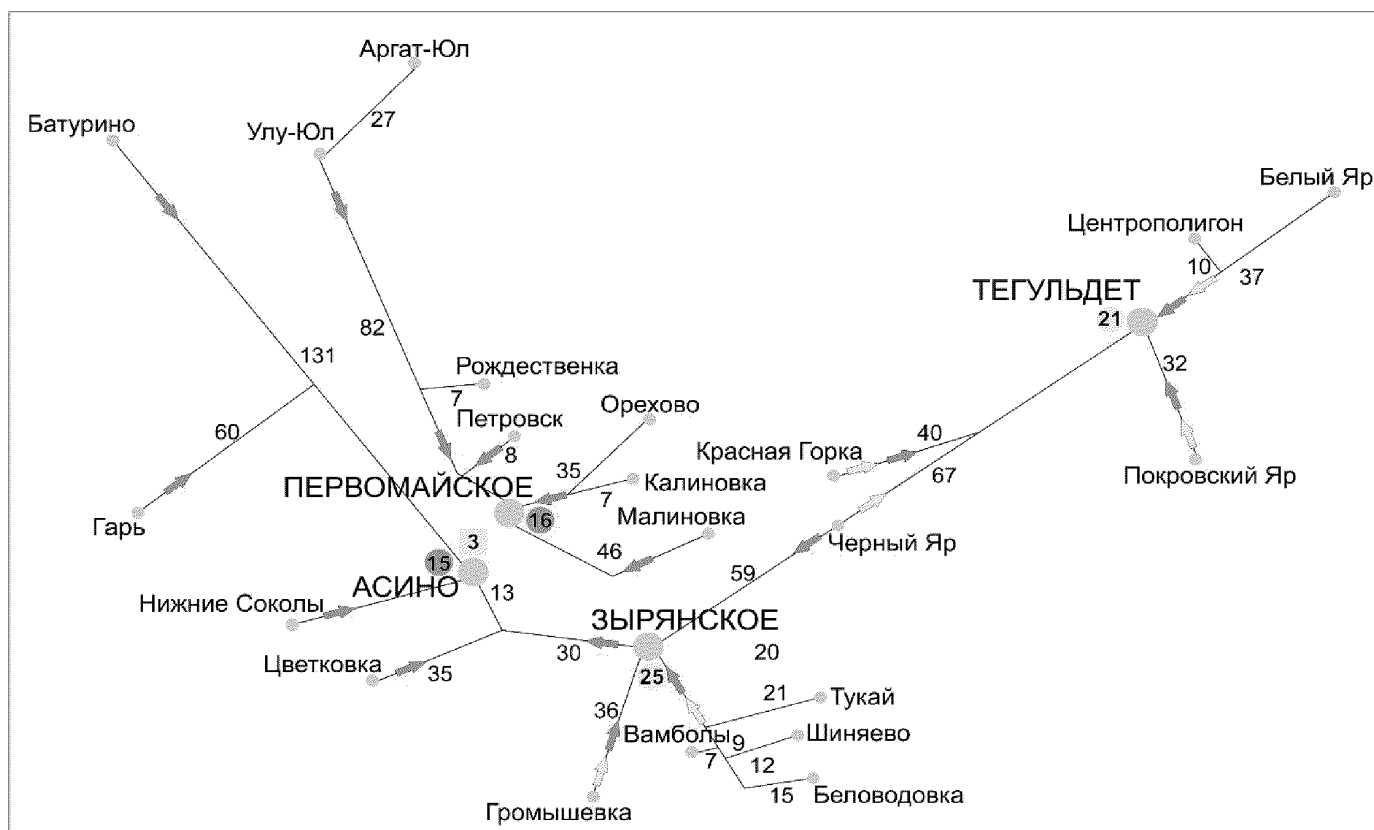 Аргат-Юл
27
Батурино
Улу-Юл
Белый Яр
Центрополигон
10
37
ТЕГУЛЬДЕТ
21
82
131
32
Рождественка
7
Орехово
Петровск
8
60
40
Красная Горка
67
35
Покровский Яр
ПЕРВОМАЙСКОЕ
Калиновка
7
16
Малиновка
Гарь
3
46
Черный Яр
15
59
АСИНО
13
Нижние Соколы
ЗЫРЯНСКОЕ
30
20
Цветковка
35
25
21
Тукай
36
Вамболы
9
Шиняево
7
12
15
Беловодовка
Громышевка